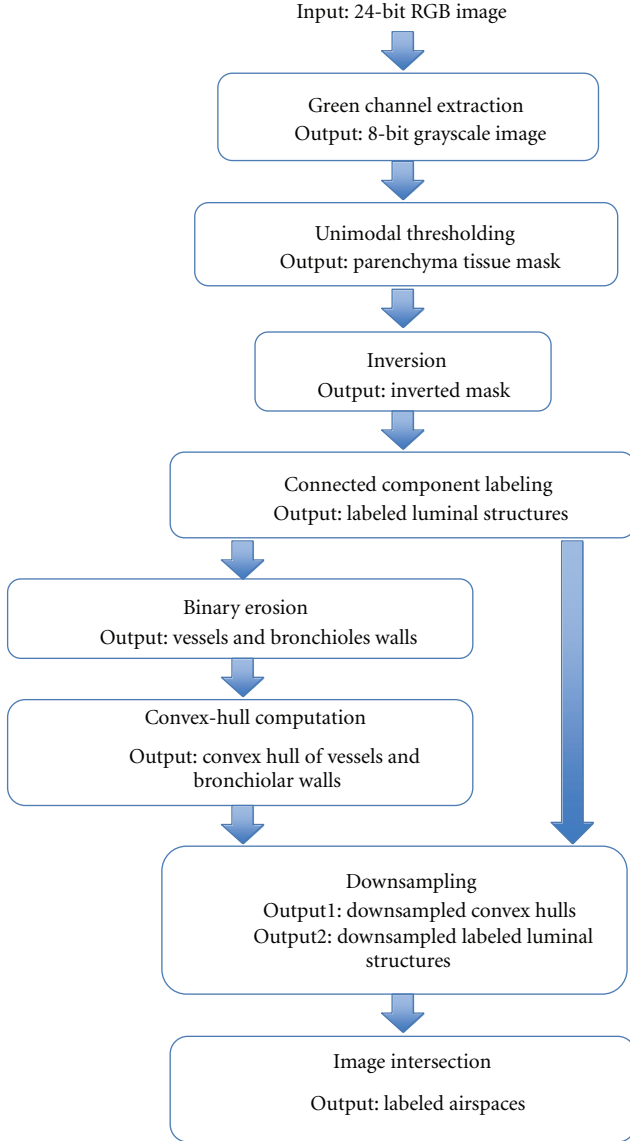 Input: 24-bit RGB image
Green channel extraction
Output: 8-bit grayscale image
Unimodal thresholding
Output: parenchyma tissue mask
Inversion
Output: inverted mask
Connected component labeling
Output: labeled luminal structures
Binary erosion
Output: vessels and bronchioles walls
Convex-hull computation
Output: convex hull of vessels and
bronchiolar walls
Downsampling
Output1: downsampled convex hulls
Output2: downsampled labeled luminal
structures
Image intersection
Output: labeled airspaces